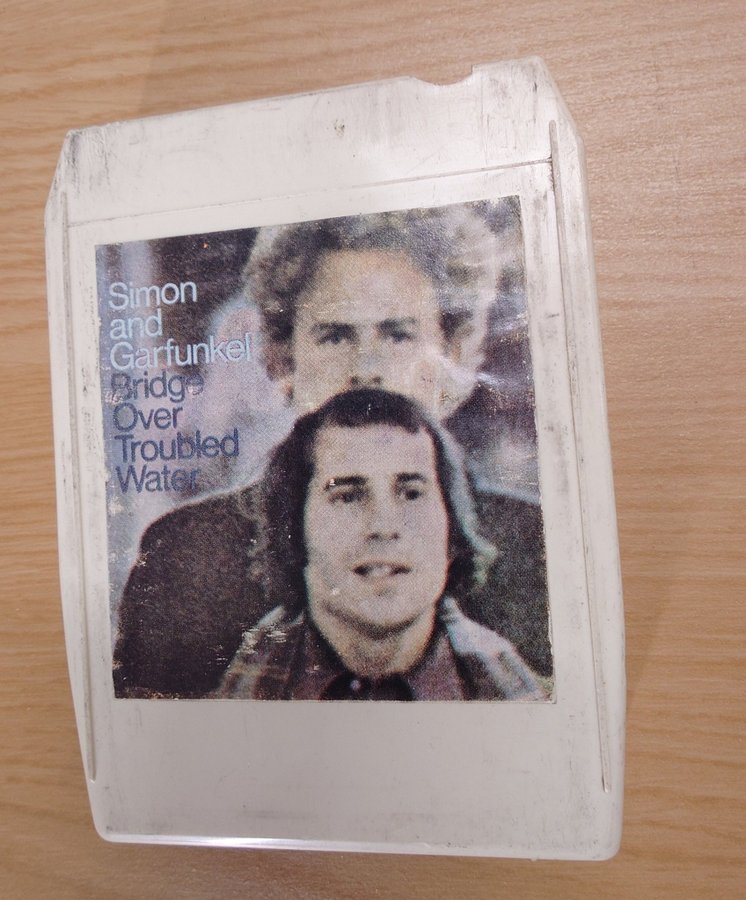 Simon
and
Garfunkel
Bridge
Over
Troubled
Water